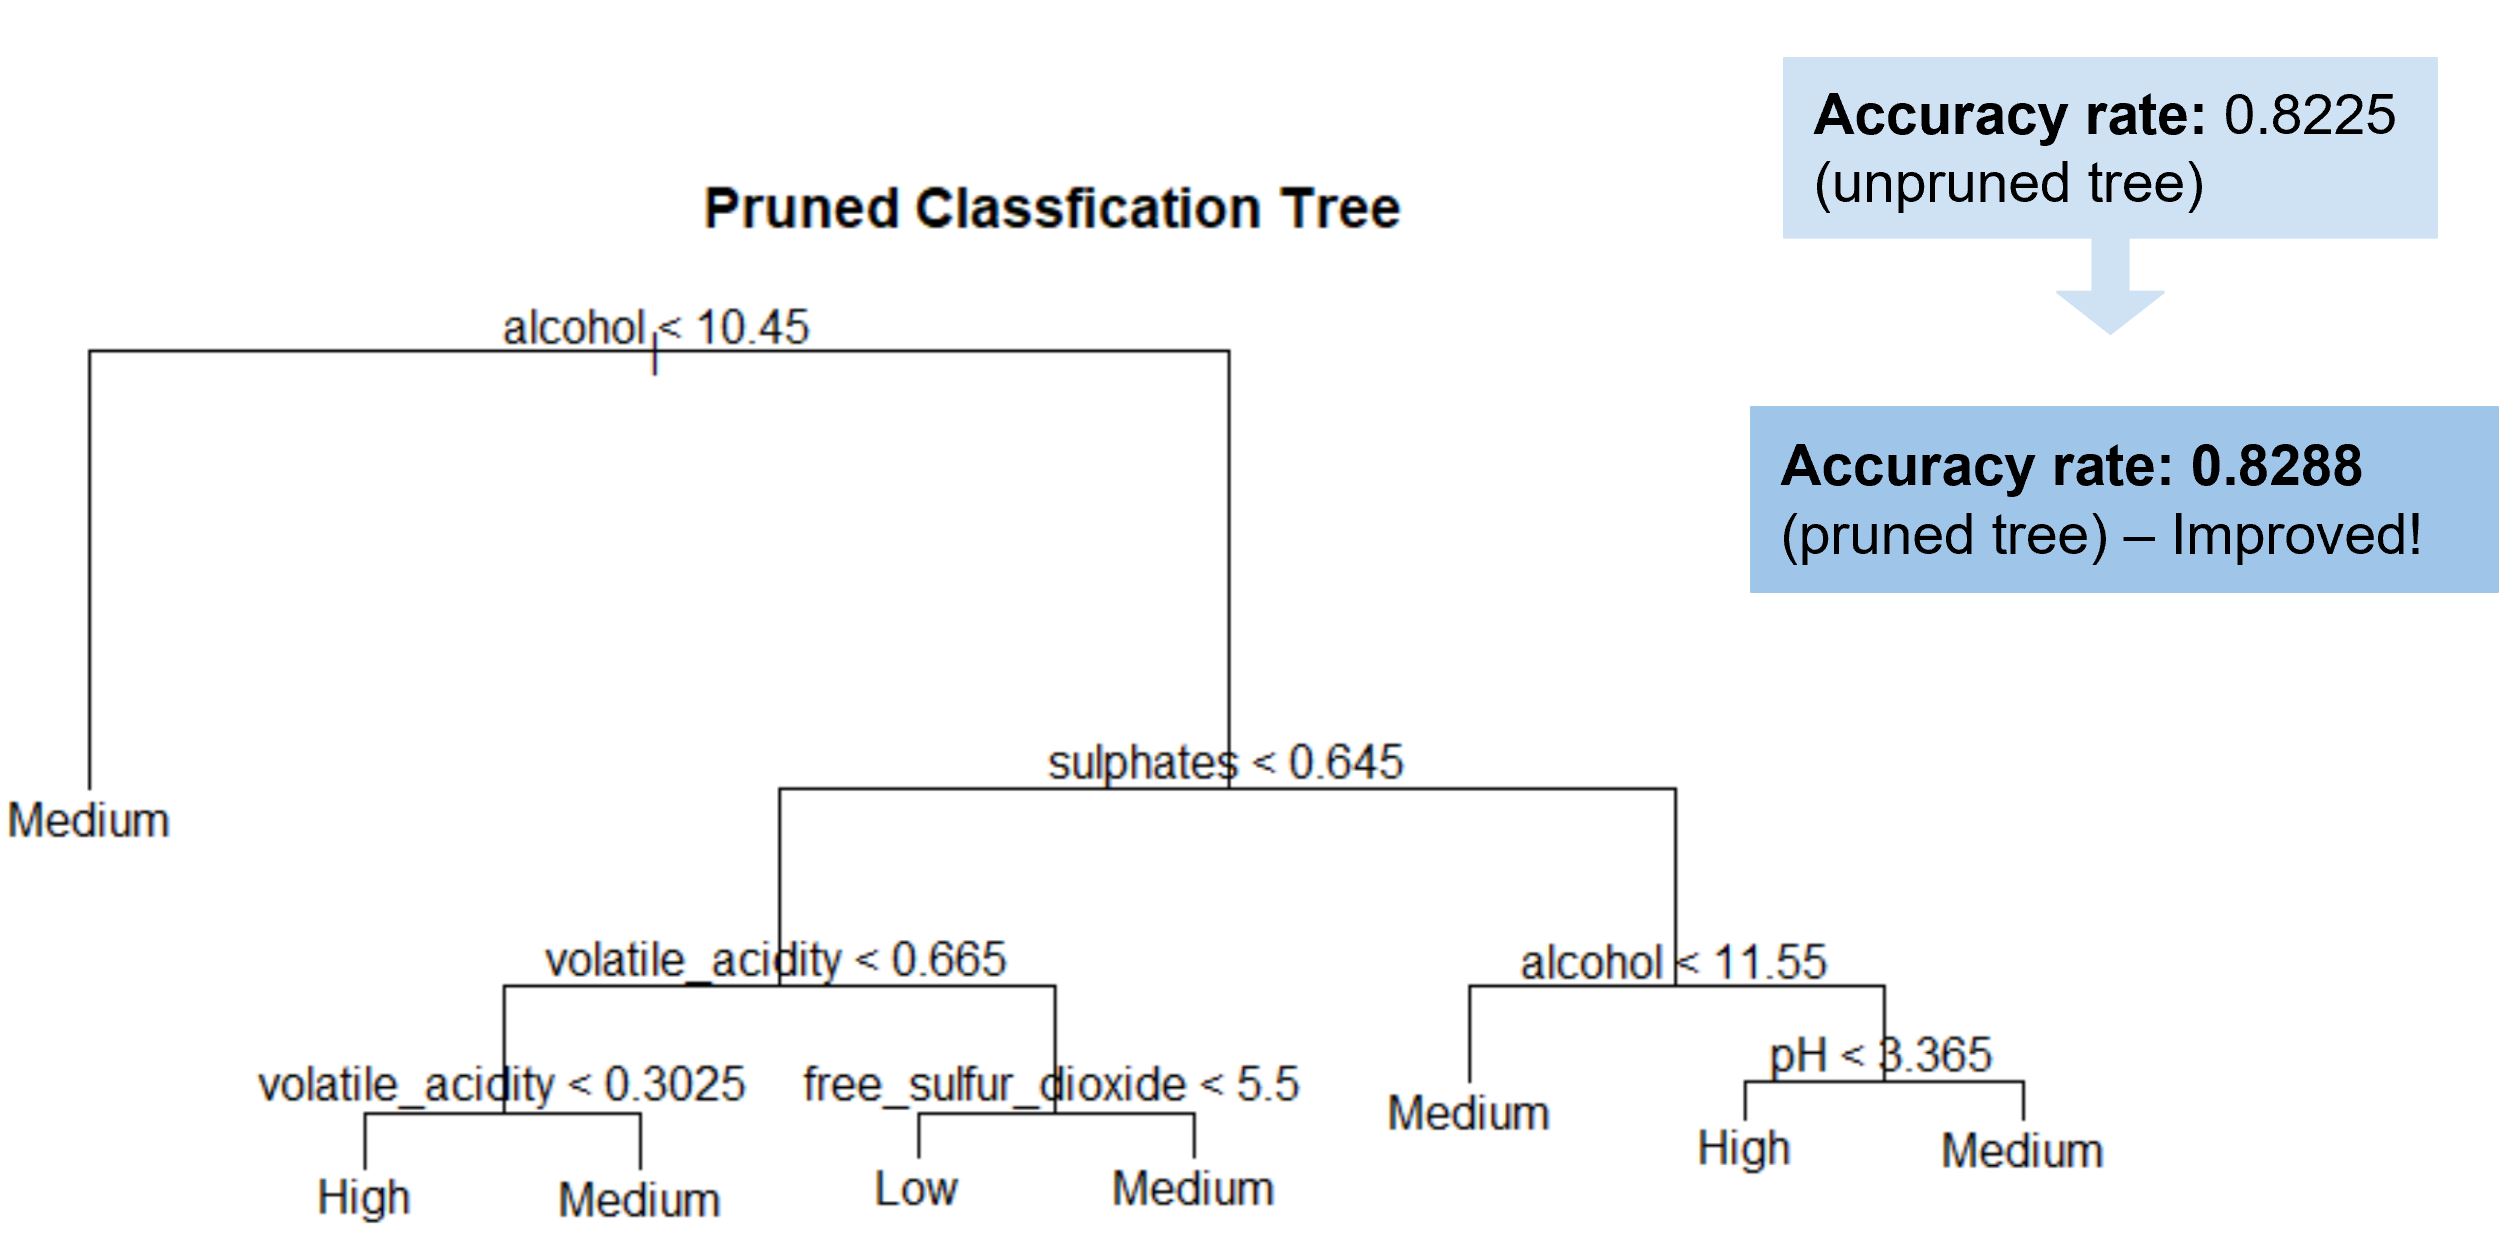 Accuracy rate: 0.8225
(unpruned tree)
Pruned Classfication Tree
alcohol < 10.45
Accuracy rate: 0.8288
(pruned tree) – Improved!
sulphates < 0.645
Medium
volatile_acidity < 0.665
alcohol < 11.55
volatile_acidity < 0.3025
free_sulfur_dioxide < 5.5
pH < 3.365
High
Medium
Low
Medium
Medium
High
Medium